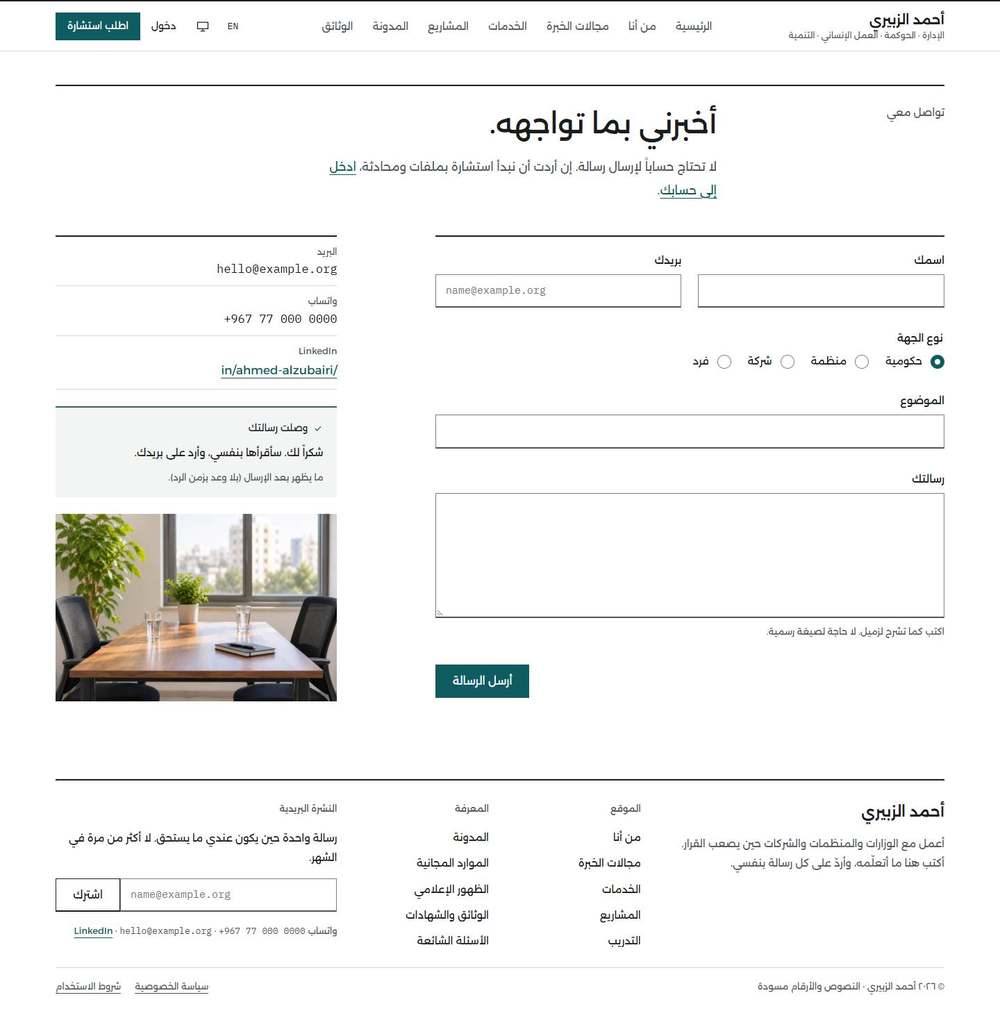 أحمد الزبيري
الإدارة · الحوكمة · العمل الإنساني · التنمية
الرئيسية
من أنا
مجالات الخبرة
الخدمات
المشاريع
المدونة
الوثائق
EN
دخول
اطلب استشارة
تواصل معي
أخبرني بما تواجهه.
لا تحتاج حساباً لإرسال رسالة. إن أردت أن نبدأ استشارة بملفات ومحادثة، ادخل
إلى حسابك.
اسمك
بريدك
name@example.org
نوع الجهة
حكومية
منظمة
شركة
فرد
الموضوع
رسالتك
اكتب كما تشرح لزميل. لا حاجة لصيغة رسمية.
أرسل الرسالة
البريد
hello@example.org
واتساب
+967 77 000 0000
LinkedIn
in/ahmed-alzubairi/
✓ وصلت رسالتك
شكراً لك. سأقرأها بنفسي، وأرد على بريدك.
ما يظهر بعد الإرسال (بلا وعد بزمن الرد).
أحمد الزبيري
أعمل مع الوزارات والمنظمات والشركات حين يصعب القرار.
أكتب هنا ما أتعلّمه، وأردّ على كل رسالة بنفسي.
الموقع
من أنا
مجالات الخبرة
الخدمات
المشاريع
التدريب
المعرفة
المدونة
الموارد المجانية
الظهور الإعلامي
الوثائق والشهادات
الأسئلة الشائعة
النشرة البريدية
رسالة واحدة حين يكون عندي ما يستحق. لا أكثر من مرة في
الشهر.
name@example.org
اشترك
واتساب +967 77 000 0000 · hello@example.org · LinkedIn
© ٢٠٢٦ أحمد الزبيري · النصوص والأرقام مسودة
سياسة الخصوصية
شروط الاستخدام